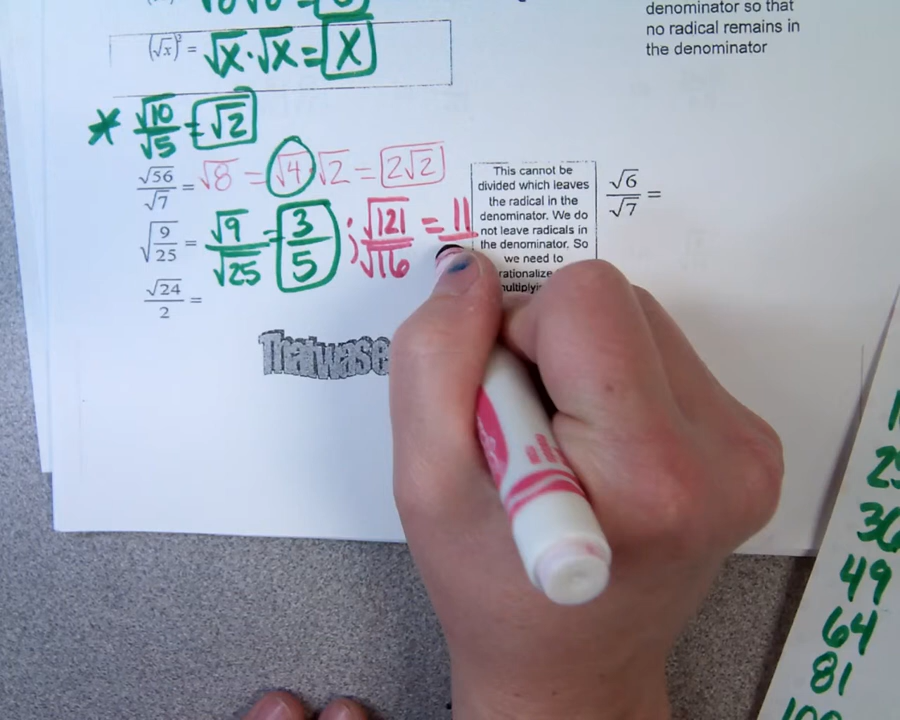 denominator so that
no radical remains in
the denominator
(√x)² = √x·√x = x
* √10/√5 = √2
√56/√7 = √8 = √4 √2 = 2√2
√(9/25) = √9/√25 = 3/5 ; √121/√16 = 11
√24/2 =
This cannot be
divided which leaves
the radical in the
denominator. We do
not leave radicals in
the denominator. So
we need to
rationalize
√6/√7 =
That was e
49
64
81